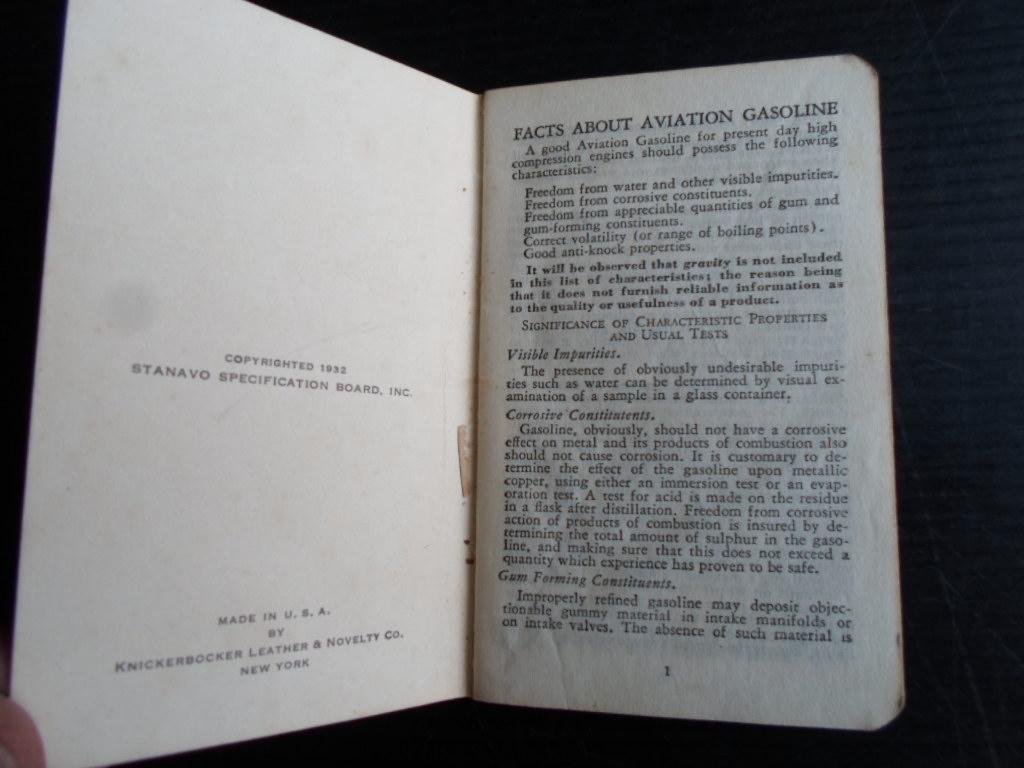 COPYRIGHTED 1932
STANAVO SPECIFICATION BOARD, INC.
MADE IN U. S. A.
BY
KNICKERBOCKER LEATHER & NOVELTY CO.
NEW YORK
FACTS ABOUT AVIATION GASOLINE
A good Aviation Gasoline for present day high
compression engines should possess the following
characteristics:
Freedom from water and other visible impurities.
Freedom from corrosive constituents.
Freedom from appreciable quantities of gum and
gum-forming constituents.
Correct volatility (or range of boiling points).
Good anti-knock properties.
It will be observed that gravity is not included
in this list of characteristics; the reason being
that it does not furnish reliable information as
to the quality or usefulness of a product.
SIGNIFICANCE OF CHARACTERISTIC PROPERTIES
AND USUAL TESTS
Visible Impurities.
The presence of obviously undesirable impuri-
ties such as water can be determined by visual ex-
amination of a sample in a glass container.
Corrosive Constitutents.
Gasoline, obviously, should not have a corrosive
effect on metal and its products of combustion also
should not cause corrosion. It is customary to de-
termine the effect of the gasoline upon metallic
copper, using either an immersion test or an evap-
oration test. A test for acid is made on the residue
in a flask after distillation. Freedom from corrosive
action of products of combustion is insured by de-
termining the total amount of sulphur in the gaso-
line, and making sure that this does not exceed a
quantity which experience has proven to be safe.
Gum Forming Constituents.
Improperly refined gasoline may deposit objec-
tionable gummy material in intake manifolds or
on intake valves. The absence of such material is
1